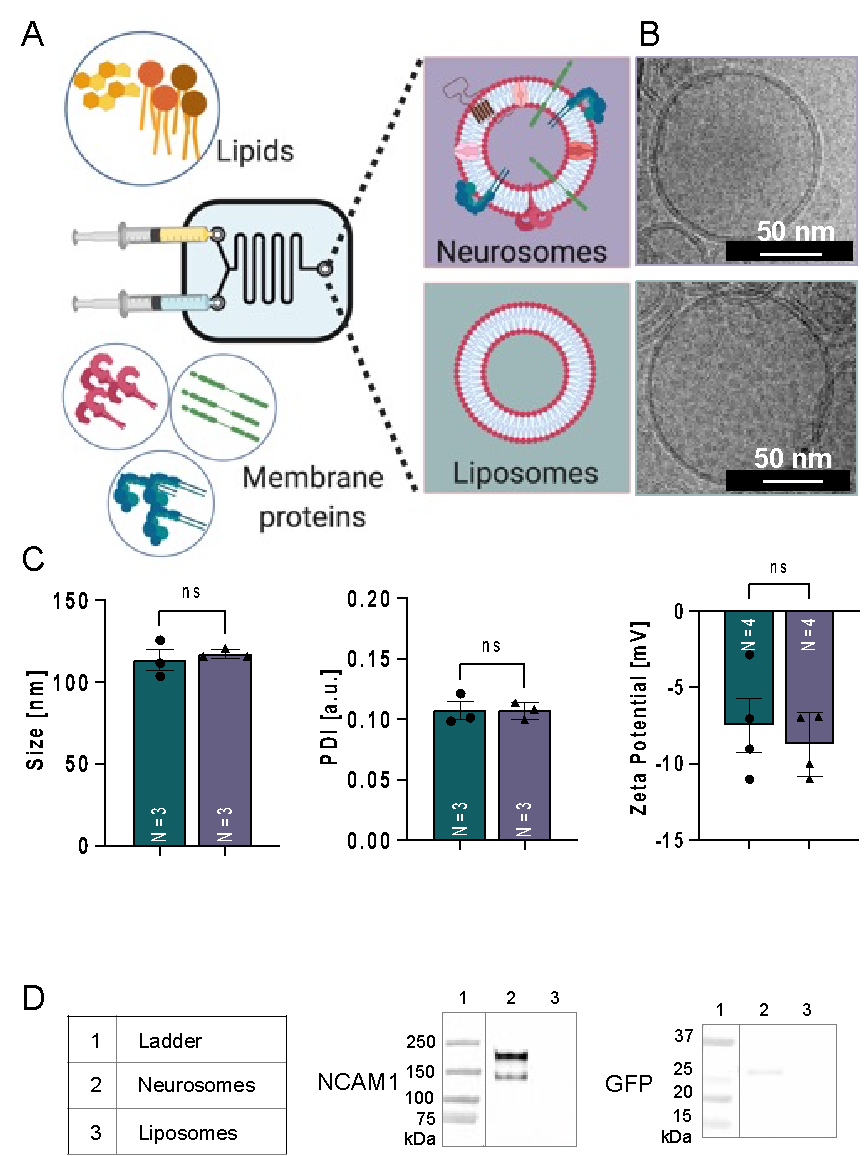 A
B
Lipids
Neurosomes
50 nm
Liposomes
50 nm
Membrane
proteins
C
ns
150
100
50
0
Size [nm]
N = 3
N = 3
ns
0.20
0.15
0.10
0.05
0.00
PDI [a.u.]
N = 3
N = 3
ns
0
-5
-10
-15
Zeta Potential [mV]
N = 4
N = 4
D
1 Ladder
2 Neurosomes
3 Liposomes
NCAM1
1 2 3
250
150
100
75
kDa
GFP
1 2 3
37
25
20
15
kDa